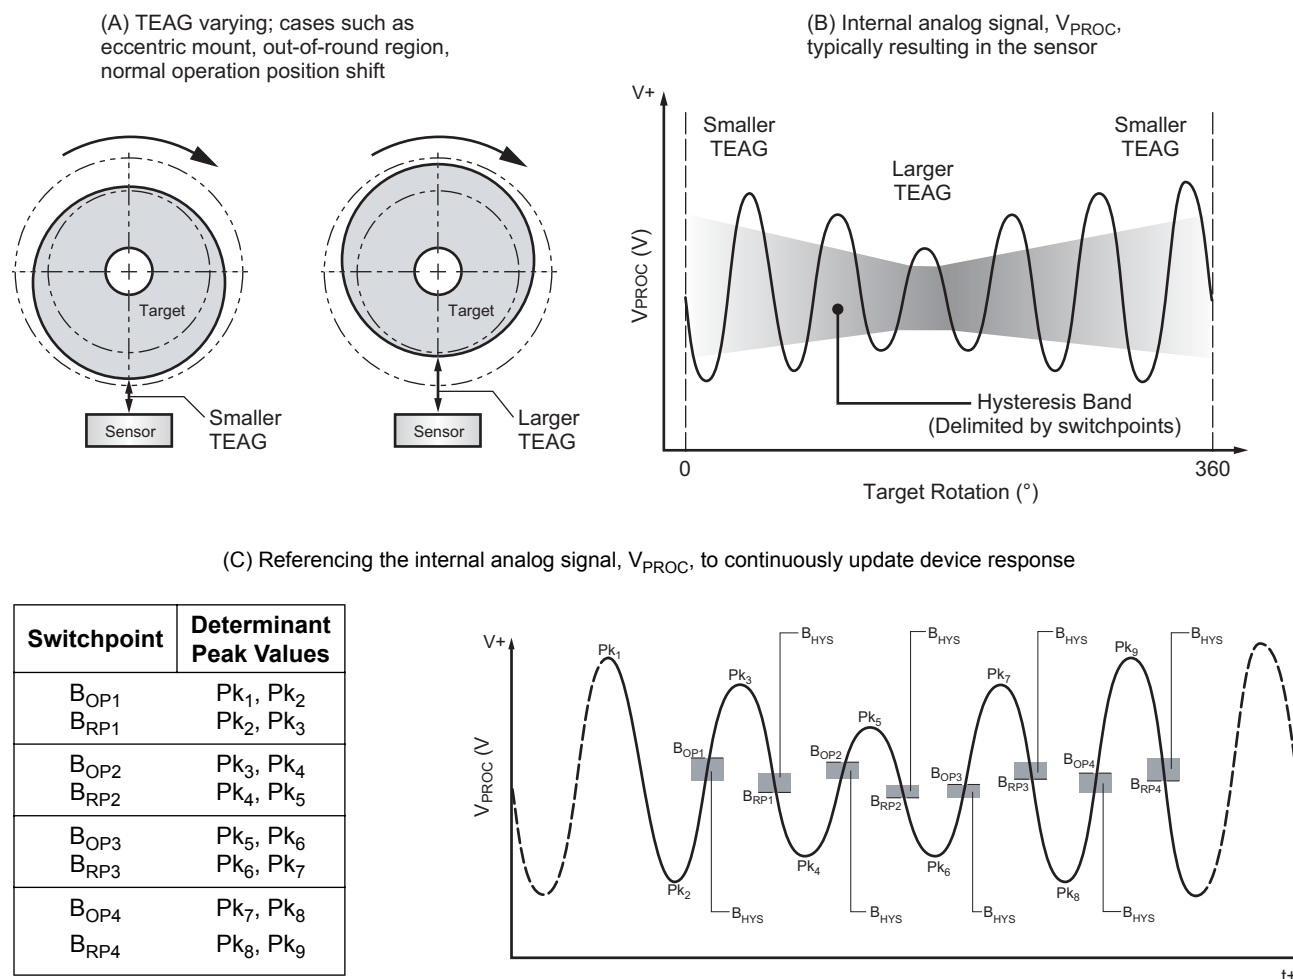 (A) TEAG varying; cases such as
eccentric mount, out-of-round region,
normal operation position shift
Target
Sensor
Smaller
TEAG
Target
Sensor
Larger
TEAG
(B) Internal analog signal, VPROC,
typically resulting in the sensor
V+
Smaller
TEAG
Larger
TEAG
Smaller
TEAG
VPROC (V)
Hysteresis Band
(Delimited by switchpoints)
0
360
Target Rotation (°)
(C) Referencing the internal analog signal, VPROC, to continuously update device response
Switchpoint
Determinant
Peak Values
BOP1 Pk1, Pk2
BRP1 Pk2, Pk3
BOP2 Pk3, Pk4
BRP2 Pk4, Pk5
BOP3 Pk5, Pk6
BRP3 Pk6, Pk7
BOP4 Pk7, Pk8
BRP4 Pk8, Pk9
V+
VPROC (V
BHYS
BHYS
BHYS
BHYS
Pk1
Pk3
Pk5
Pk7
Pk9
BOP1
BRP1
BOP2
BRP2
BOP3
BRP3
BOP4
BRP4
Pk2
Pk4
Pk6
Pk8
BHYS
BHYS
BHYS
BHYS
t+